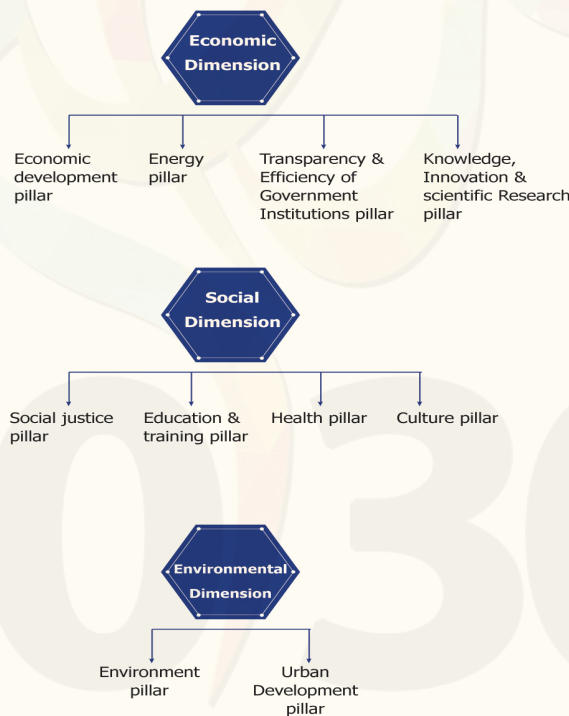 Economic
Dimension
Economic
development
pillar
Energy
pillar
Transparency &
Efficiency of
Government
Institutions pillar
Knowledge,
Innovation &
scientific Research
pillar
Social
Dimension
Social justice
pillar
Education &
training pillar
Health pillar
Culture pillar
Environmental
Dimension
Environment
pillar
Urban
Development
pillar
030